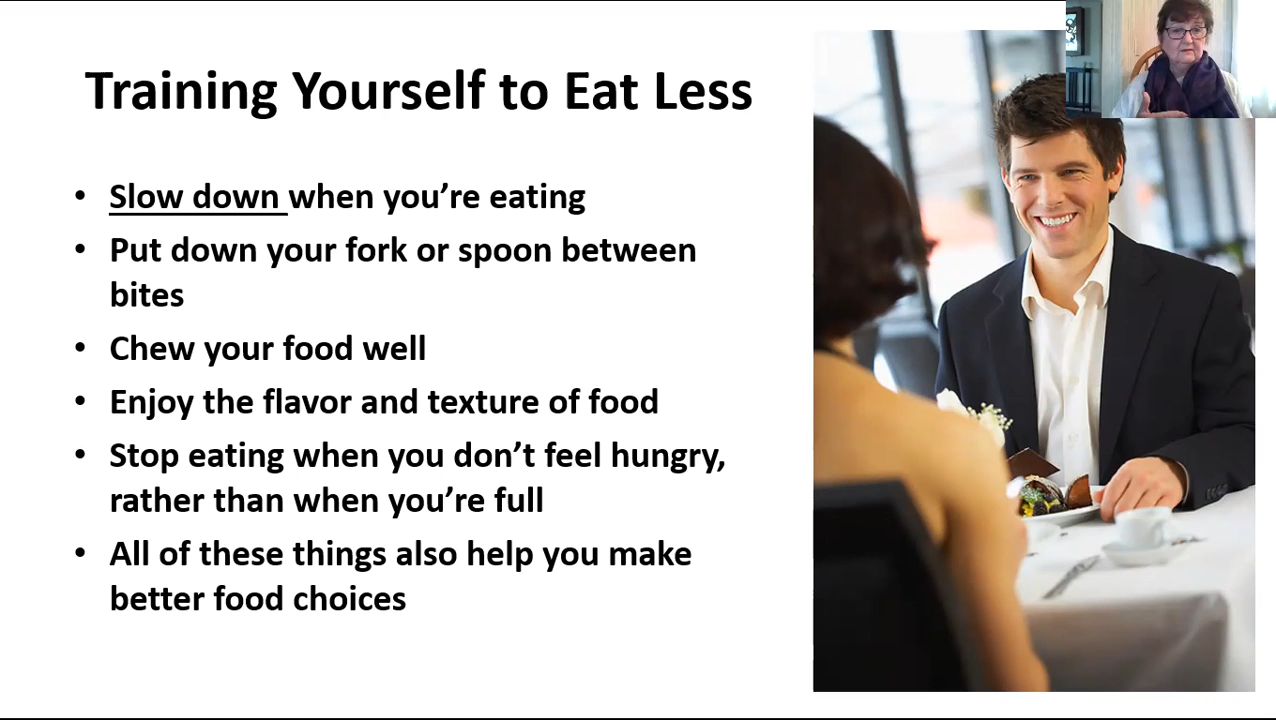 Training Yourself to Eat Less
• Slow down when you’re eating
• Put down your fork or spoon between
bites
• Chew your food well
• Enjoy the flavor and texture of food
• Stop eating when you don’t feel hungry,
rather than when you’re full
• All of these things also help you make
better food choices